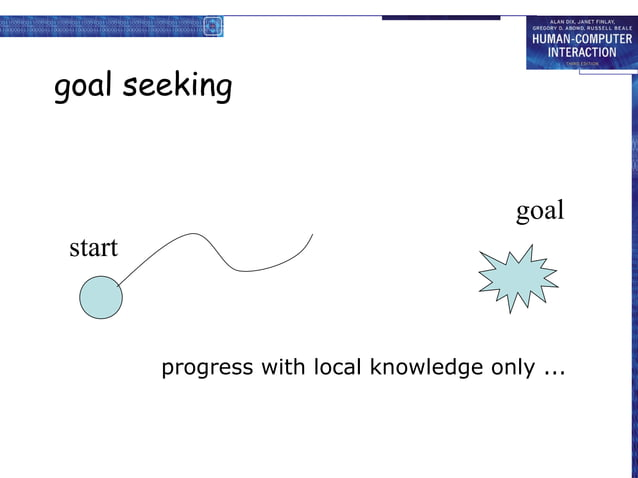 ALAN DIX, JANET FINLAY,
GREGORY D. ABOWD, RUSSELL BEALE
HUMAN-COMPUTER
INTERACTION
THIRD EDITION
goal seeking
goal
start
progress with local knowledge only ...